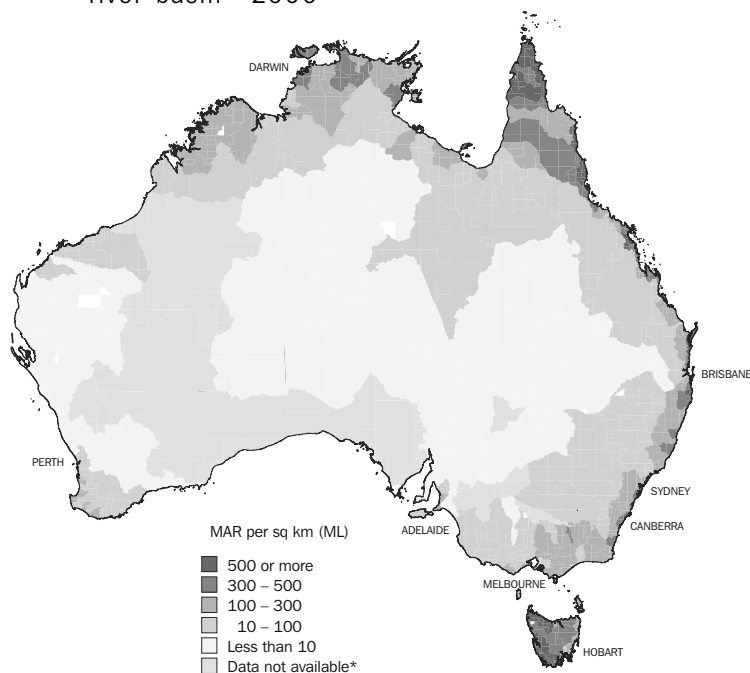 river basin 2000
DARWIN
BRISBANE
PERTH
SYDNEY
ADELAIDE
CANBERRA
MAR per sq km (ML)
500 or more
300 – 500
MELBOURNE
100 – 300
10 – 100
Less than 10
HOBART
Data not available*